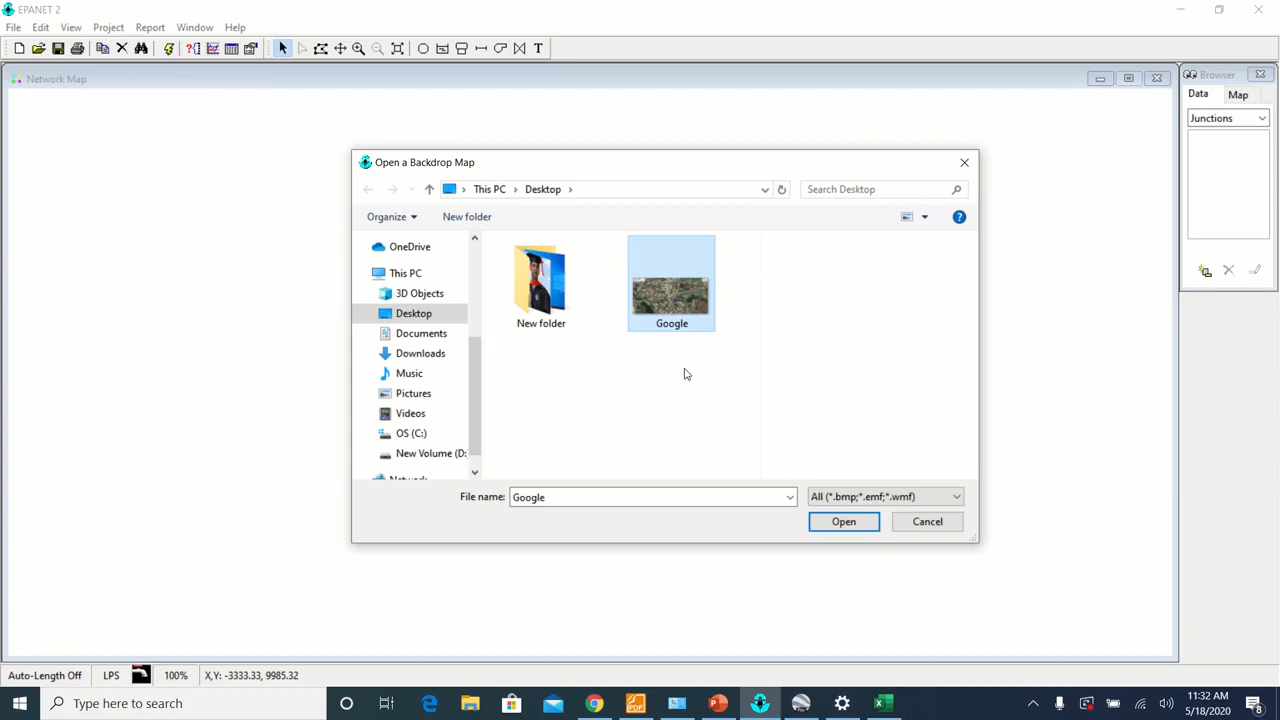 EPANET 2
File Edit View Project Report Window Help
T
Network Map
Browser
Data Map
Junctions
Open a Backdrop Map
This PC Desktop
Search Desktop
Organize New folder
OneDrive
This PC
3D Objects
Desktop
Documents
Downloads
Music
Pictures
Videos
OS (C:)
New Volume (D:
Network
New folder
Google
File name: Google
All (*.bmp;*.emf;*.wmf)
Open Cancel
Auto-Length Off LPS 100% X,Y: -3333.33, 9985.32
Type here to search
PDF
11:32 AM
5/18/2020
8